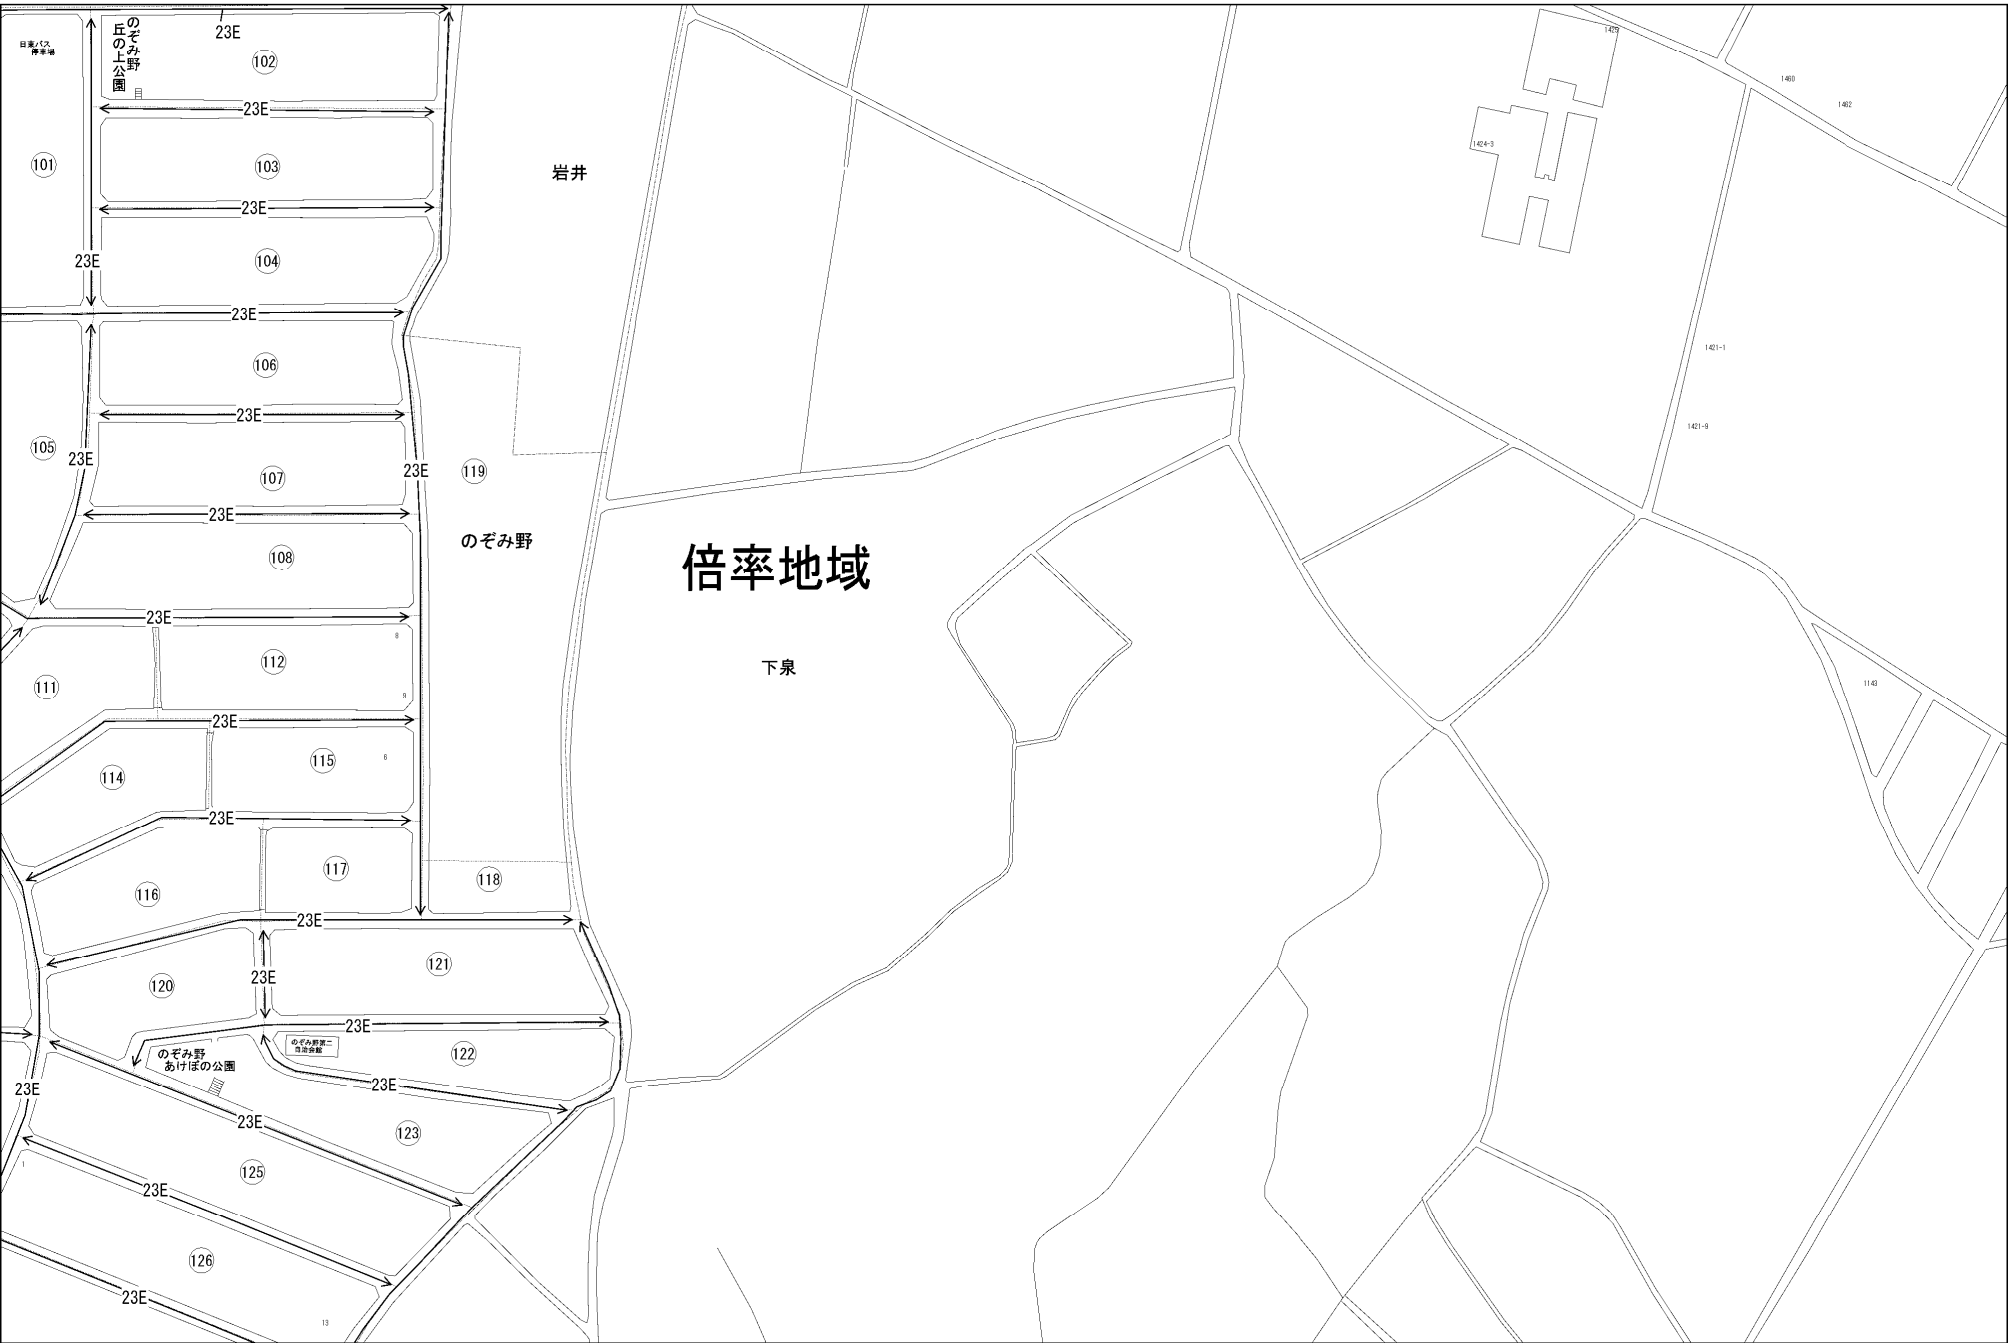 23E
日東バス
停車場
のぞみ野
丘の上公園
102
1425
1460
1462
23E
1424-3
101
103
岩井
23E
23E
104
23E
1421-1
106
23E
1421-9
105
23E
107
23E
119
23E
のぞみ野
108
倍率地域
23E
8
112
下泉
111
9
1143
23E
114
115
6
23E
116
117
118
23E
121
23E
120
23E
のぞみ野第二
自治会館
122
のぞみ野
あけぼの公園
23E
23E
23E
123
1
125
23E
126
23E
13